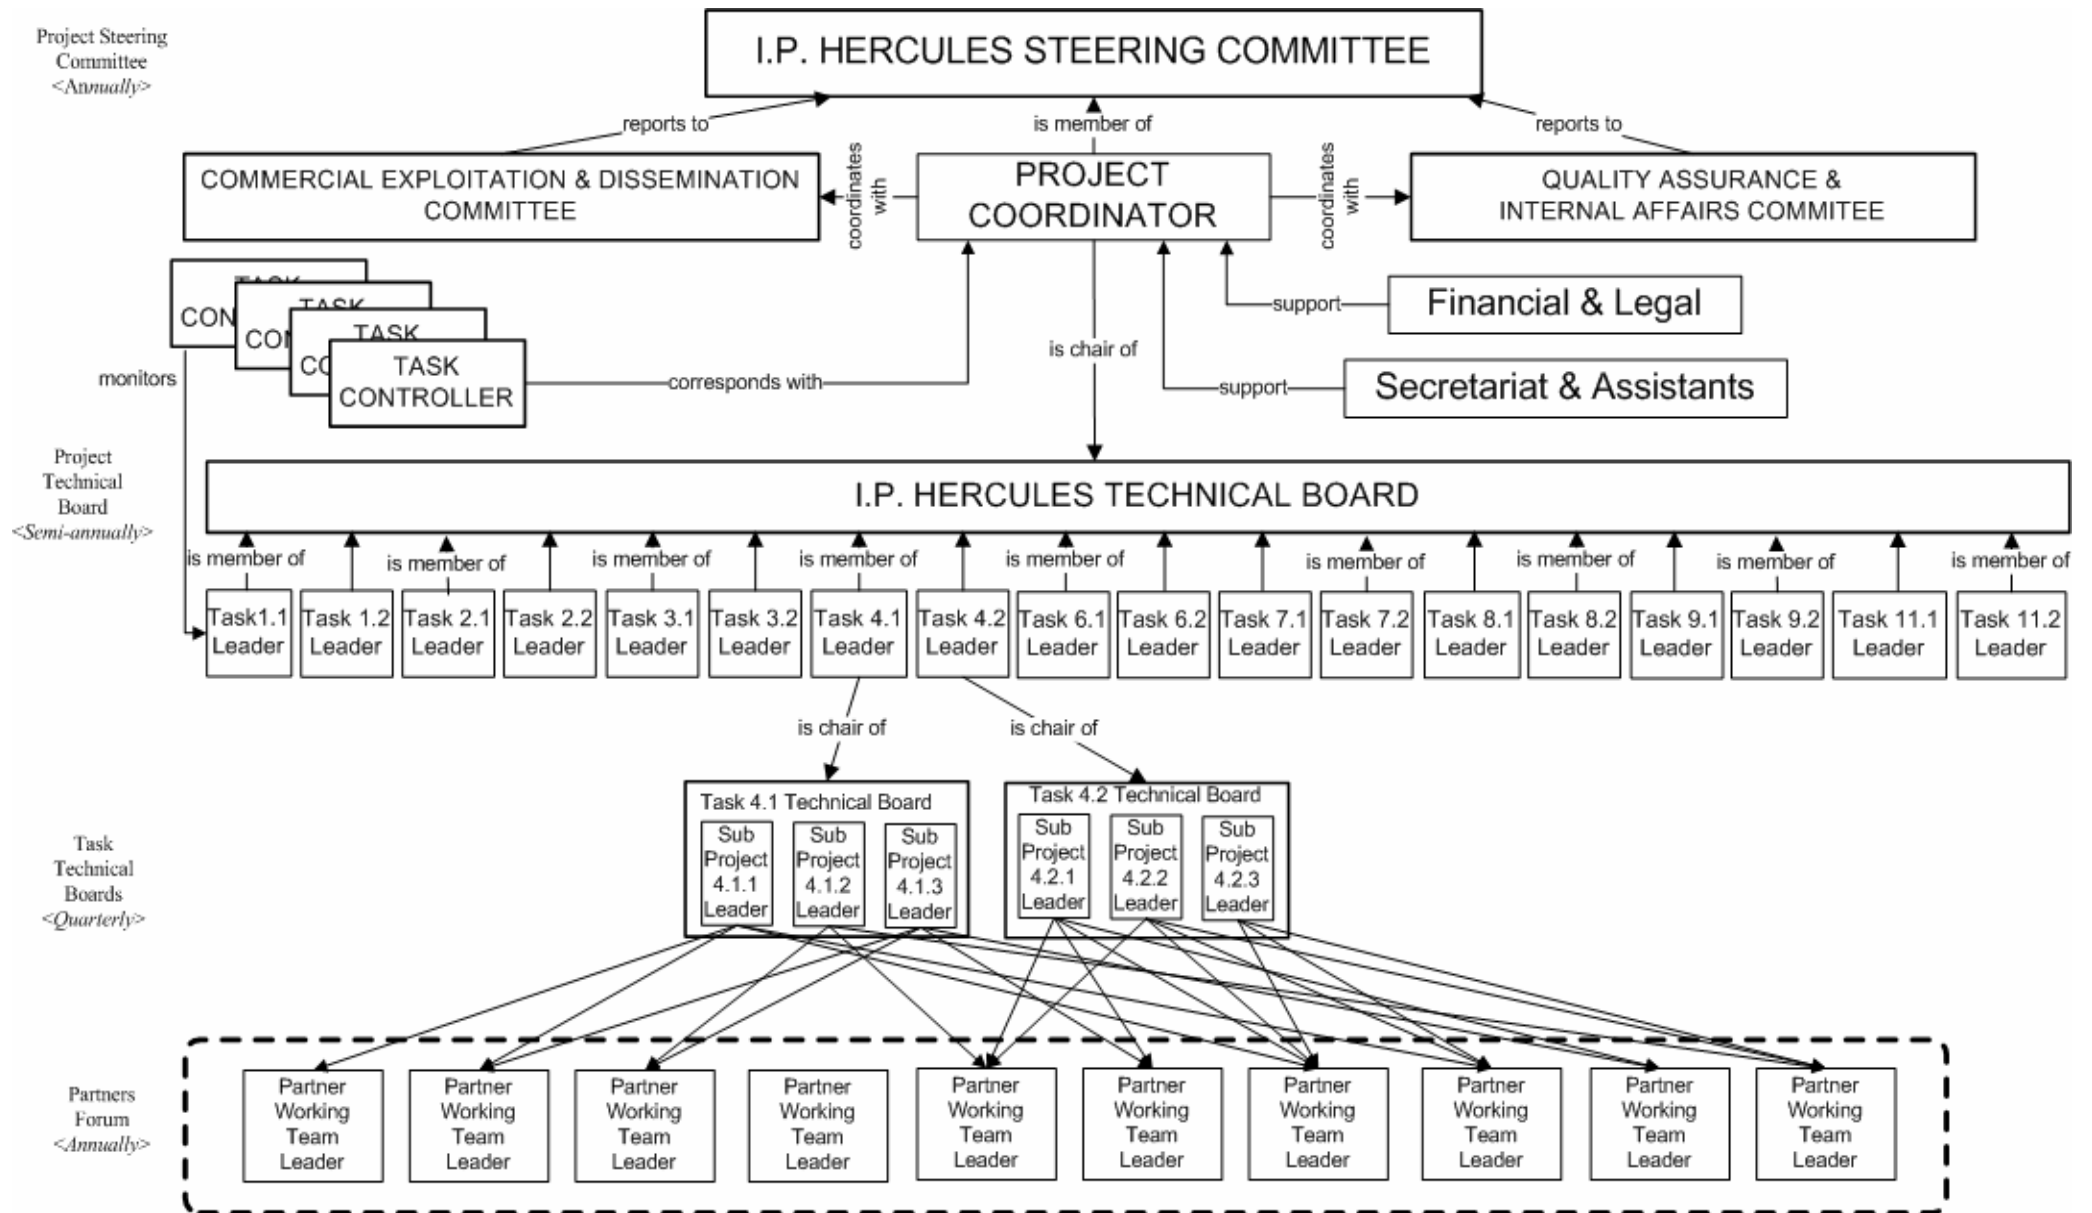 Project Steering
Committee
<Annually>
I.P. HERCULES STEERING COMMITTEE
reports to
is member of
reports to
COMMERCIAL EXPLOITATION & DISSEMINATION
COMMITTEE
coordinates
with
PROJECT
COORDINATOR
coordinates
with
QUALITY ASSURANCE &
INTERNAL AFFAIRS COMMITEE
TASK
CON
TASK
CO
TASK
CO
TASK
CONTROLLER
monitors
corresponds with
is chair of
support
Financial & Legal
support
Secretariat & Assistants
Project
Technical
Board
<Semi-annually>
I.P. HERCULES TECHNICAL BOARD
is member of
is member of
is member of
is member of
is member of
is member of
is member of
is member of
is member of
Task1.1
Leader
Task 1.2
Leader
Task 2.1
Leader
Task 2.2
Leader
Task 3.1
Leader
Task 3.2
Leader
Task 4.1
Leader
Task 4.2
Leader
Task 6.1
Leader
Task 6.2
Leader
Task 7.1
Leader
Task 7.2
Leader
Task 8.1
Leader
Task 8.2
Leader
Task 9.1
Leader
Task 9.2
Leader
Task 11.1
Leader
Task 11.2
Leader
is chair of
is chair of
Task
Technical
Boards
<Quarterly>
Task 4.1 Technical Board
Sub
Project
4.1.1
Leader
Sub
Project
4.1.2
Leader
Sub
Project
4.1.3
Leader
Task 4.2 Technical Board
Sub
Project
4.2.1
Leader
Sub
Project
4.2.2
Leader
Sub
Project
4.2.3
Leader
Partners
Forum
<Annually>
Partner
Working
Team
Leader
Partner
Working
Team
Leader
Partner
Working
Team
Leader
Partner
Working
Team
Leader
Partner
Working
Team
Leader
Partner
Working
Team
Leader
Partner
Working
Team
Leader
Partner
Working
Team
Leader
Partner
Working
Team
Leader
Partner
Working
Team
Leader